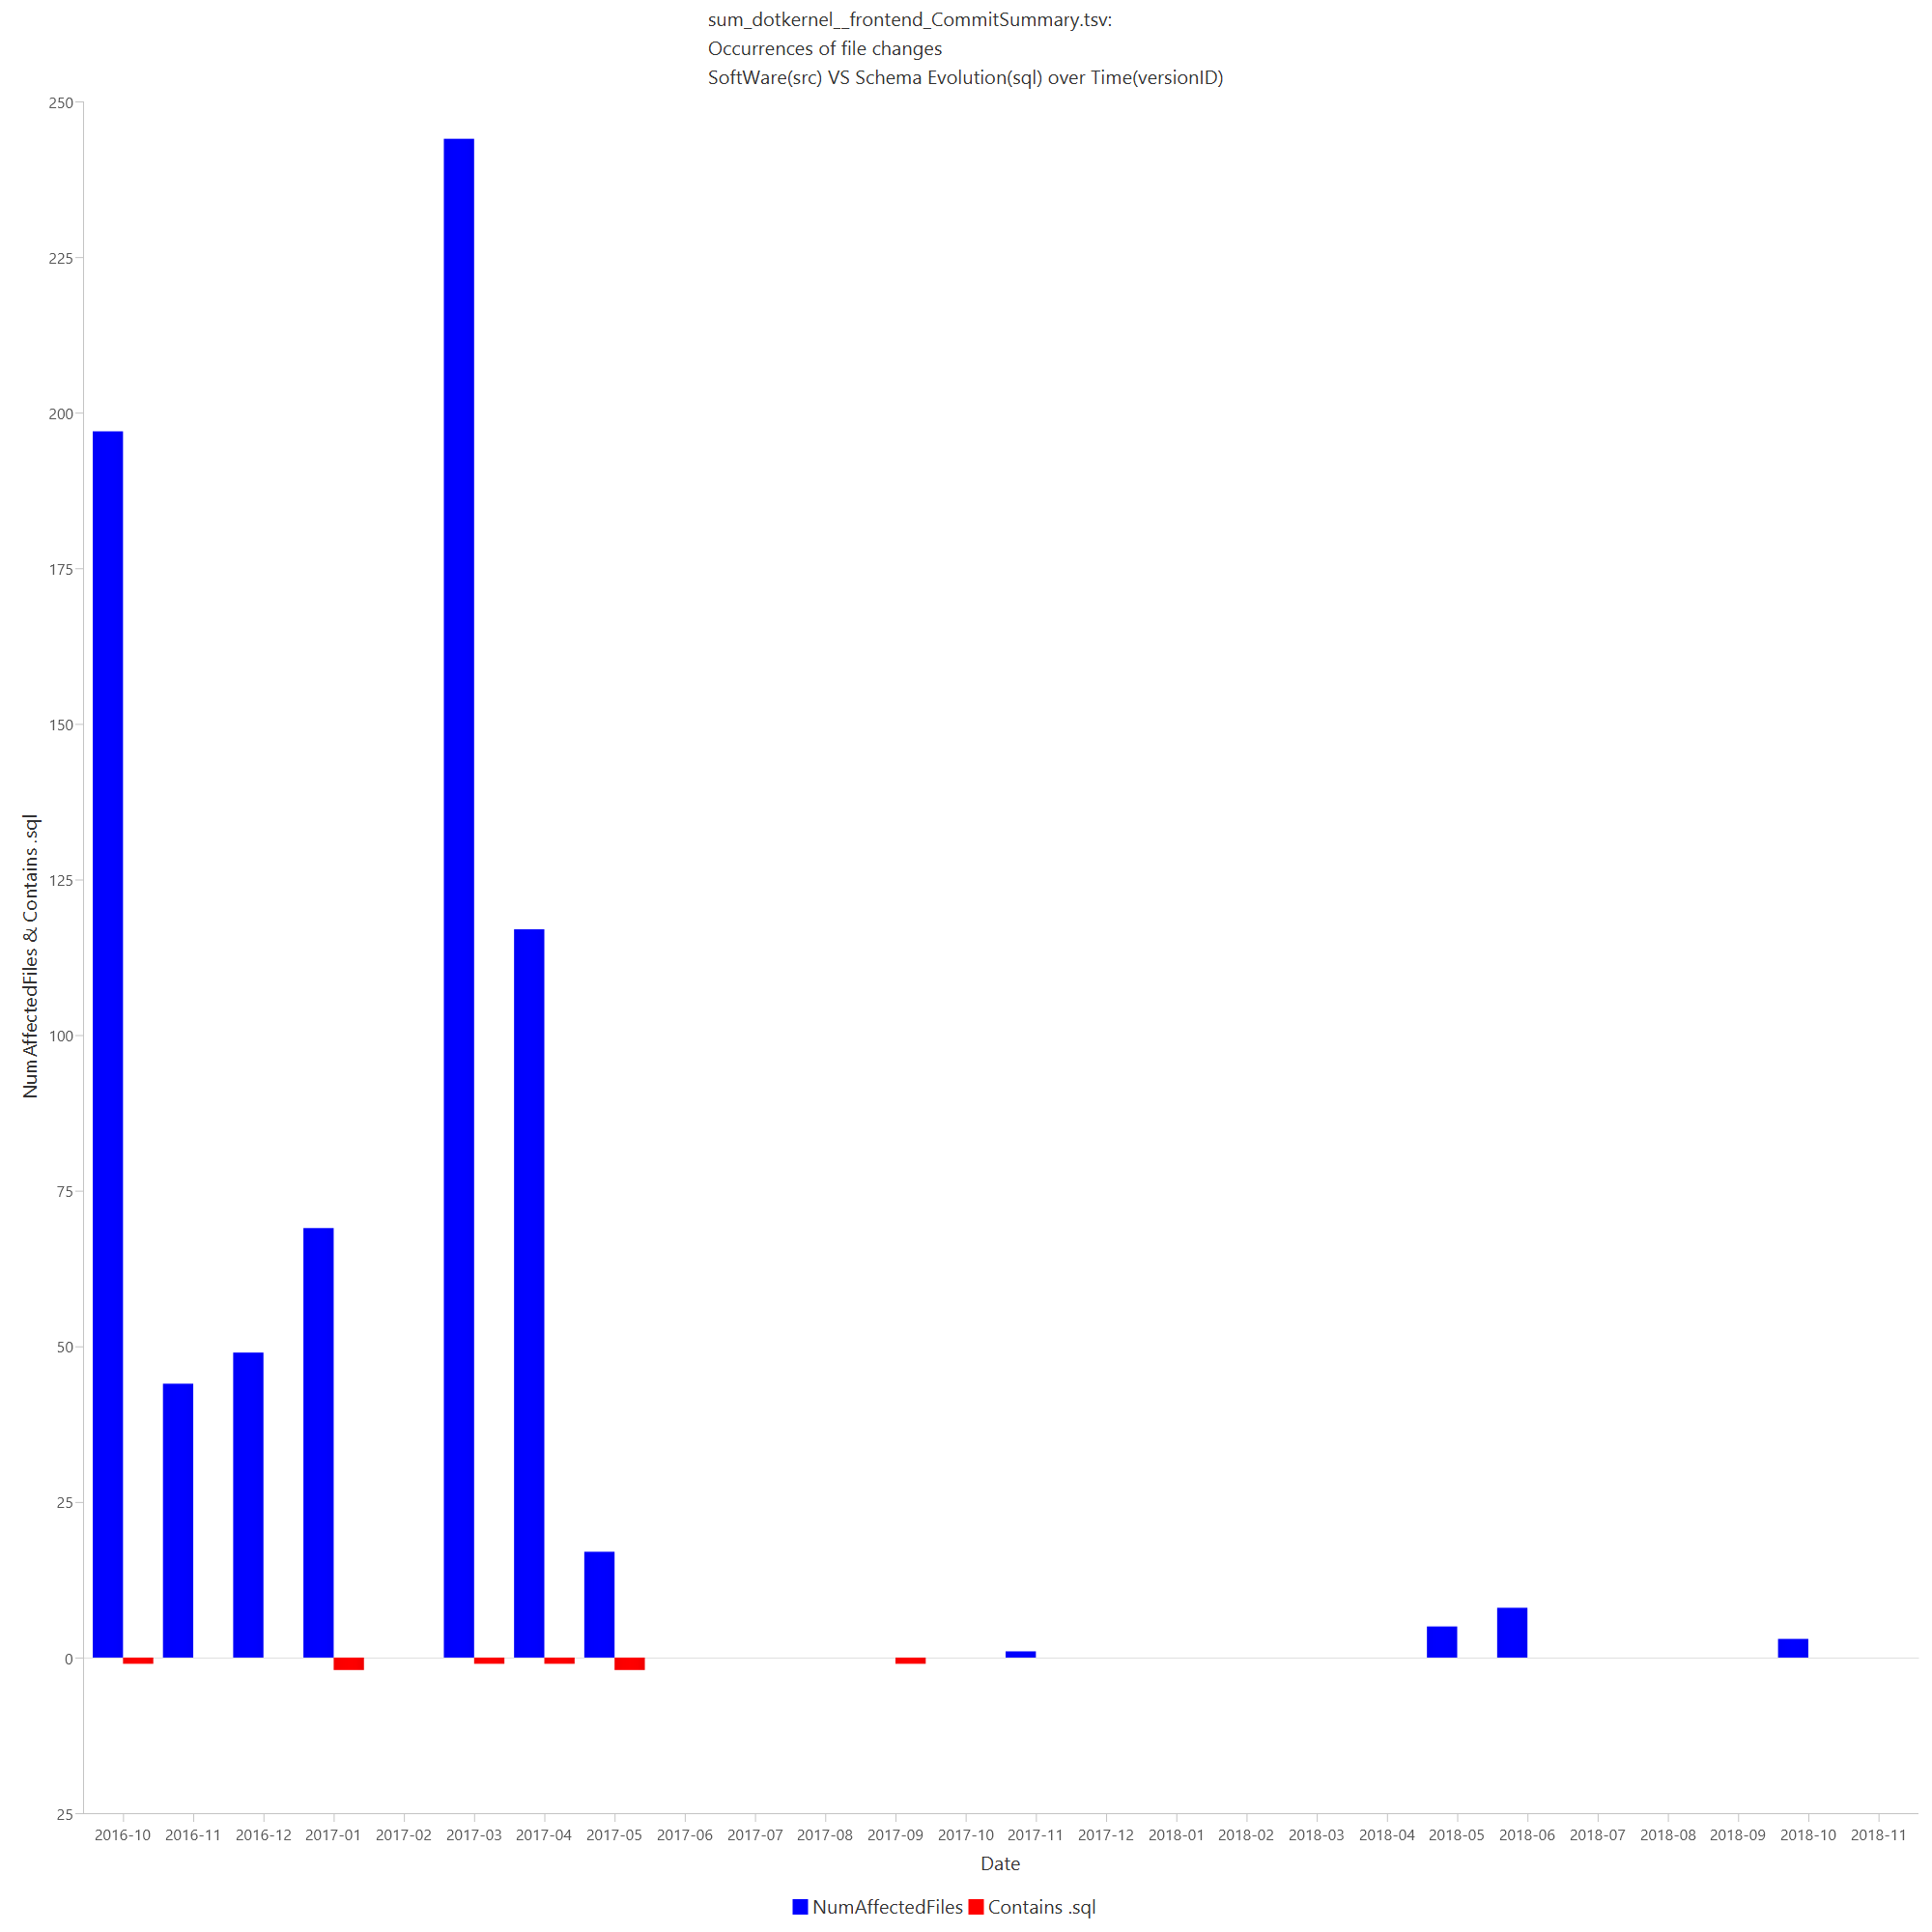 sum_dotkernel__frontend_CommitSummary.tsv:
Occurrences of file changes
SoftWare(src) VS Schema Evolution(sql) over Time(versionID)
250
225
200
175
150
125
100
75
50
25
0
25
NumAffectedFiles & Contains .sql
2016-10 2016-11 2016-12 2017-01 2017-02 2017-03 2017-04 2017-05 2017-06 2017-07 2017-08 2017-09 2017-10 2017-11 2017-12 2018-01 2018-02 2018-03 2018-04 2018-05 2018-06 2018-07 2018-08 2018-09 2018-10 2018-11
Date
NumAffectedFiles Contains .sql